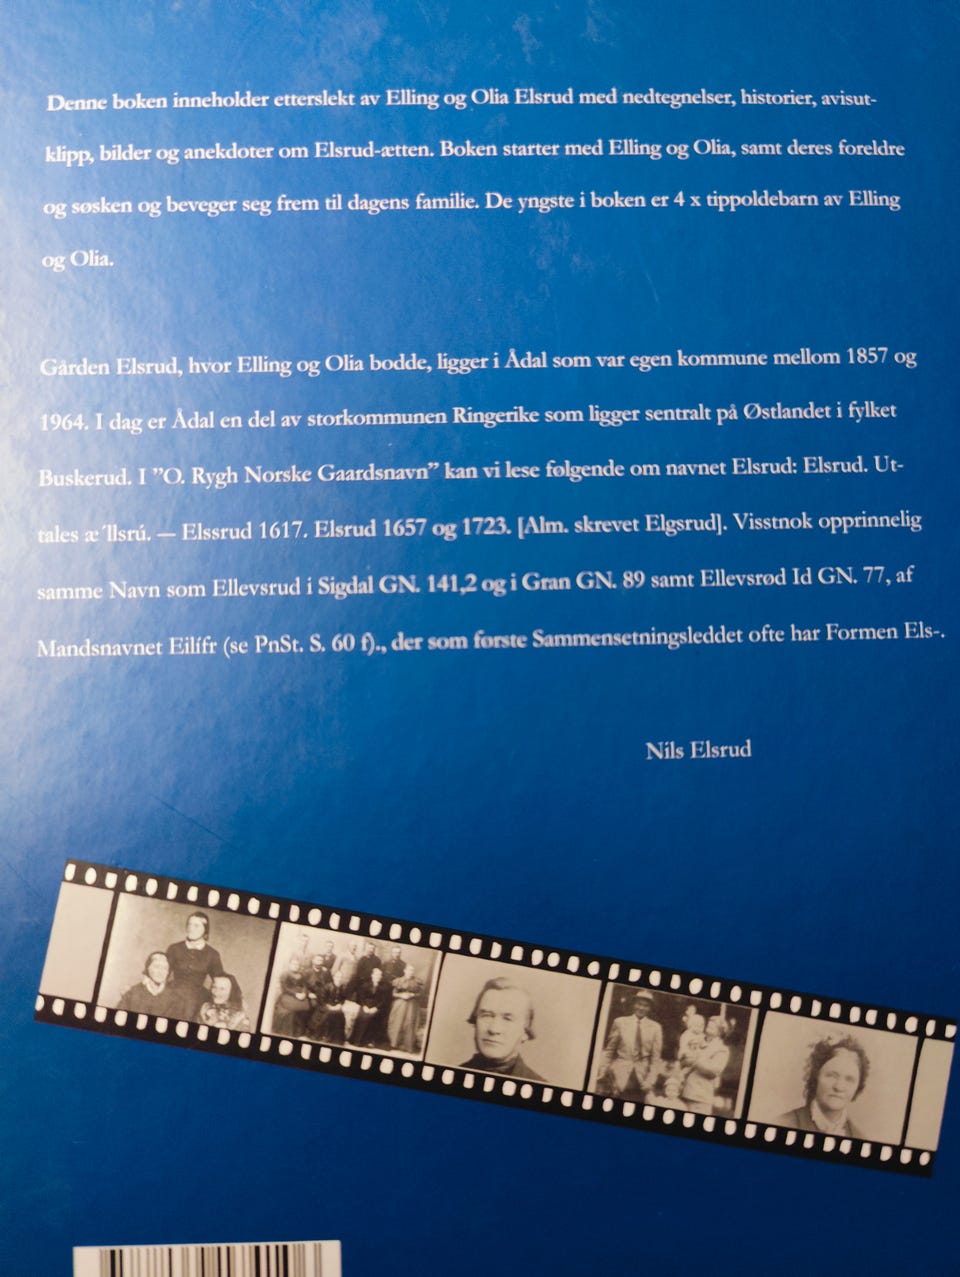 Denne boken inneholder etterslekt av Elling og Olia Elsrud med nedtegnelser, historier, avisut-
klipp, bilder og anekdoter om Elsrud-ætten. Boken starter med Elling og Olia, samt deres foreldre
og søsken og beveger seg frem til dagens familie. De yngste i boken er 4 x tippoldebarn av Elling
og Olia.
Gården Elsrud, hvor Elling og Olia bodde, ligger i Ådal som var egen kommune mellom 1857 og
1964. I dag er Ådal en del av storkommunen Ringerike som ligger sentralt på Østlandet i fylket
Buskerud. I ”O. Rygh Norske Gaardsnavn” kan vi lese følgende om navnet Elsrud: Elsrud. Ut-
tales æ´llsrú. — Elssrud 1617. Elsrud 1657 og 1723. [Alm. skrevet Elgsrud]. Visstnok opprinnelig
samme Navn som Ellevsrud i Sigdal GN. 141,2 og i Gran GN. 89 samt Ellevsrød Id GN. 77, af
Mandsnavnet Eilífr (se PnSt. S. 60 f)., der som første Sammensetningsleddet ofte har Formen Els-.
Nils Elsrud